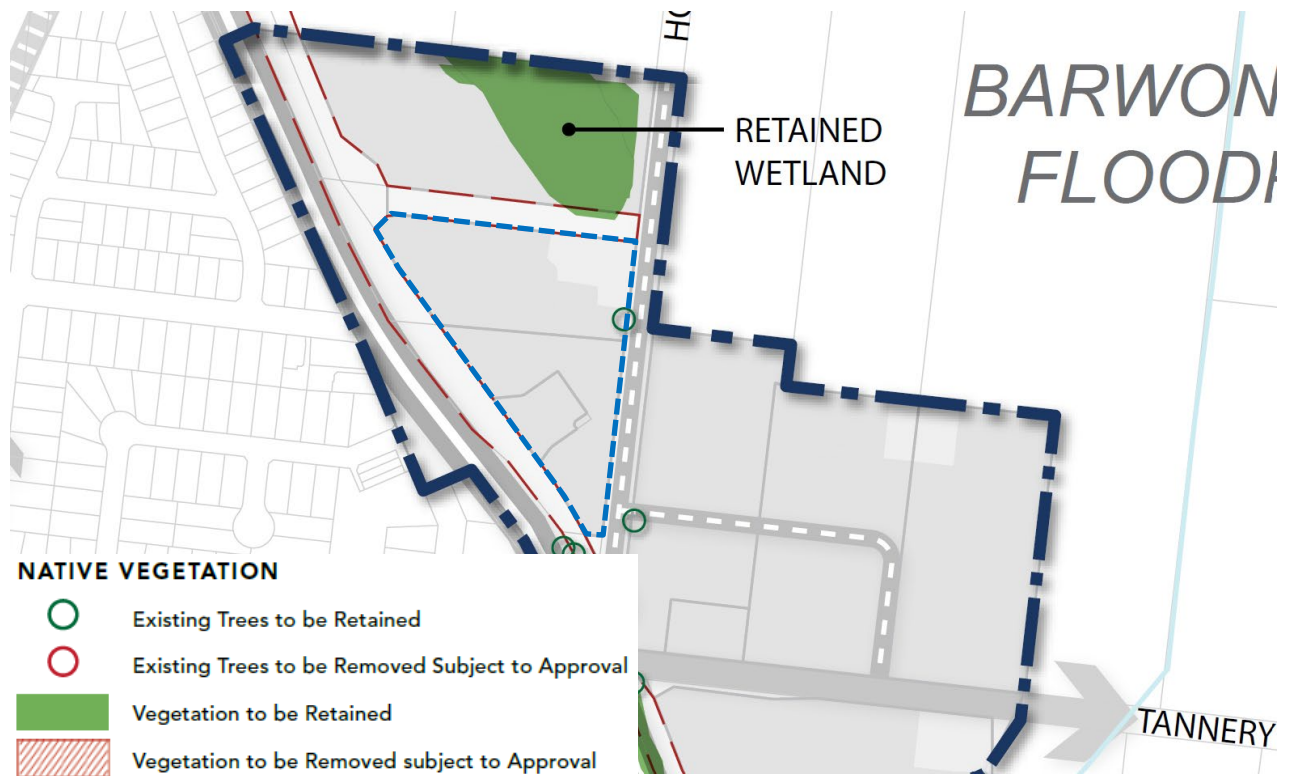 HO
BARWON
FLOOD
RETAINED
WETLAND
NATIVE VEGETATION
Existing Trees to be Retained
Existing Trees to be Removed Subject to Approval
Vegetation to be Retained
Vegetation to be Removed subject to Approval
TANNERY